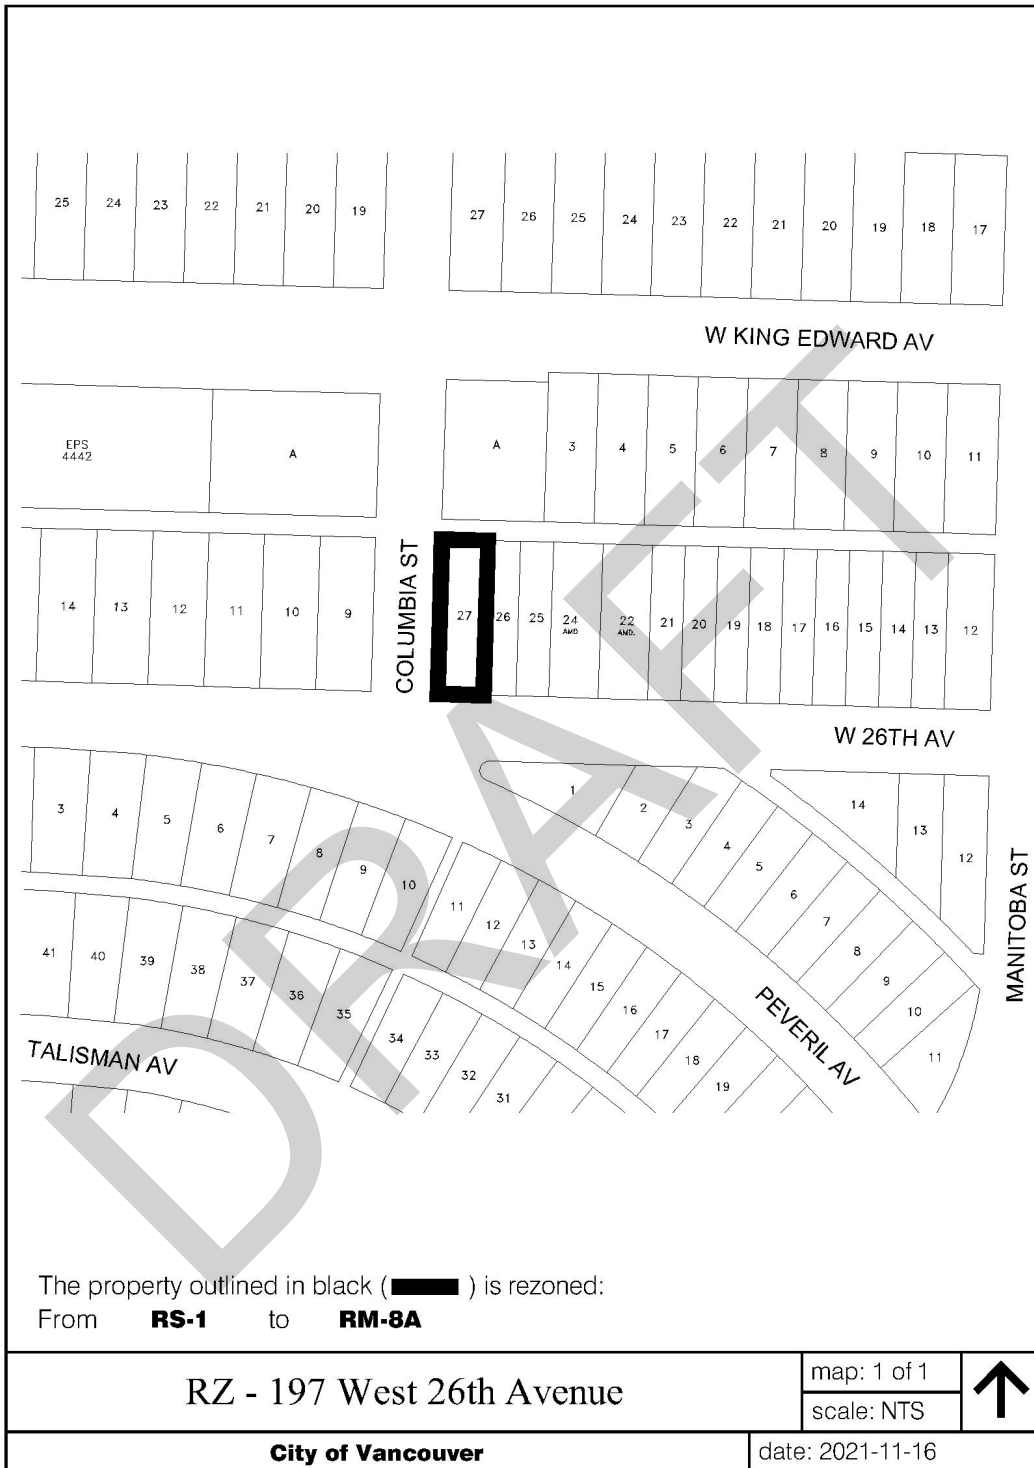 25 24 23 22 21 20 19 27 26 25 24 23 22 21 20 19 18 17
W KING EDWARD AV
EPS
4442
A A 3 4 5 6 7 8 9 10 11
COLUMBIA ST
14 13 12 11 10 9 27 26 25 24 22 21 20 19 18 17 16 15 14 13 12
AMD AMD.
W 26TH AV
1 2 3 4 5 6 7 8 9 10 11
14 13 12
MANITOBA ST
3 4 5 6 7 8 9 10
11 12 13 14 15 16 17 18 19
PEVERIL AV
41 40 39 38 37 36 35
34 33 32 31
TALISMAN AV
DRAFT
The property outlined in black ( ) is rezoned:
From RS-1 to RM-8A
RZ - 197 West 26th Avenue
map: 1 of 1
scale: NTS
City of Vancouver
date: 2021-11-16